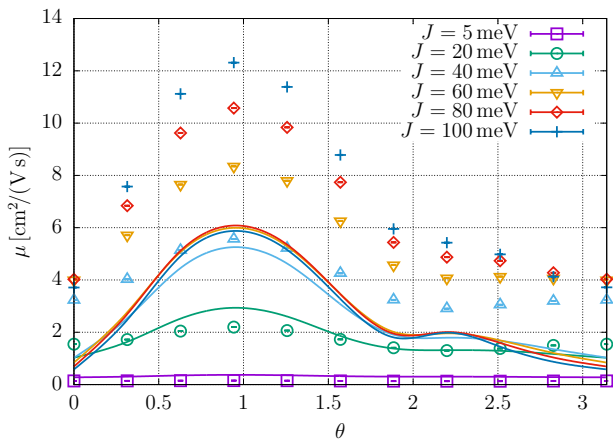 14
12
10
8
6
4
2
0
μ [cm²/(V s)]
J = 5 meV
J = 20 meV
J = 40 meV
J = 60 meV
J = 80 meV
J = 100 meV
0 0.5 1 1.5 2 2.5 3
θ